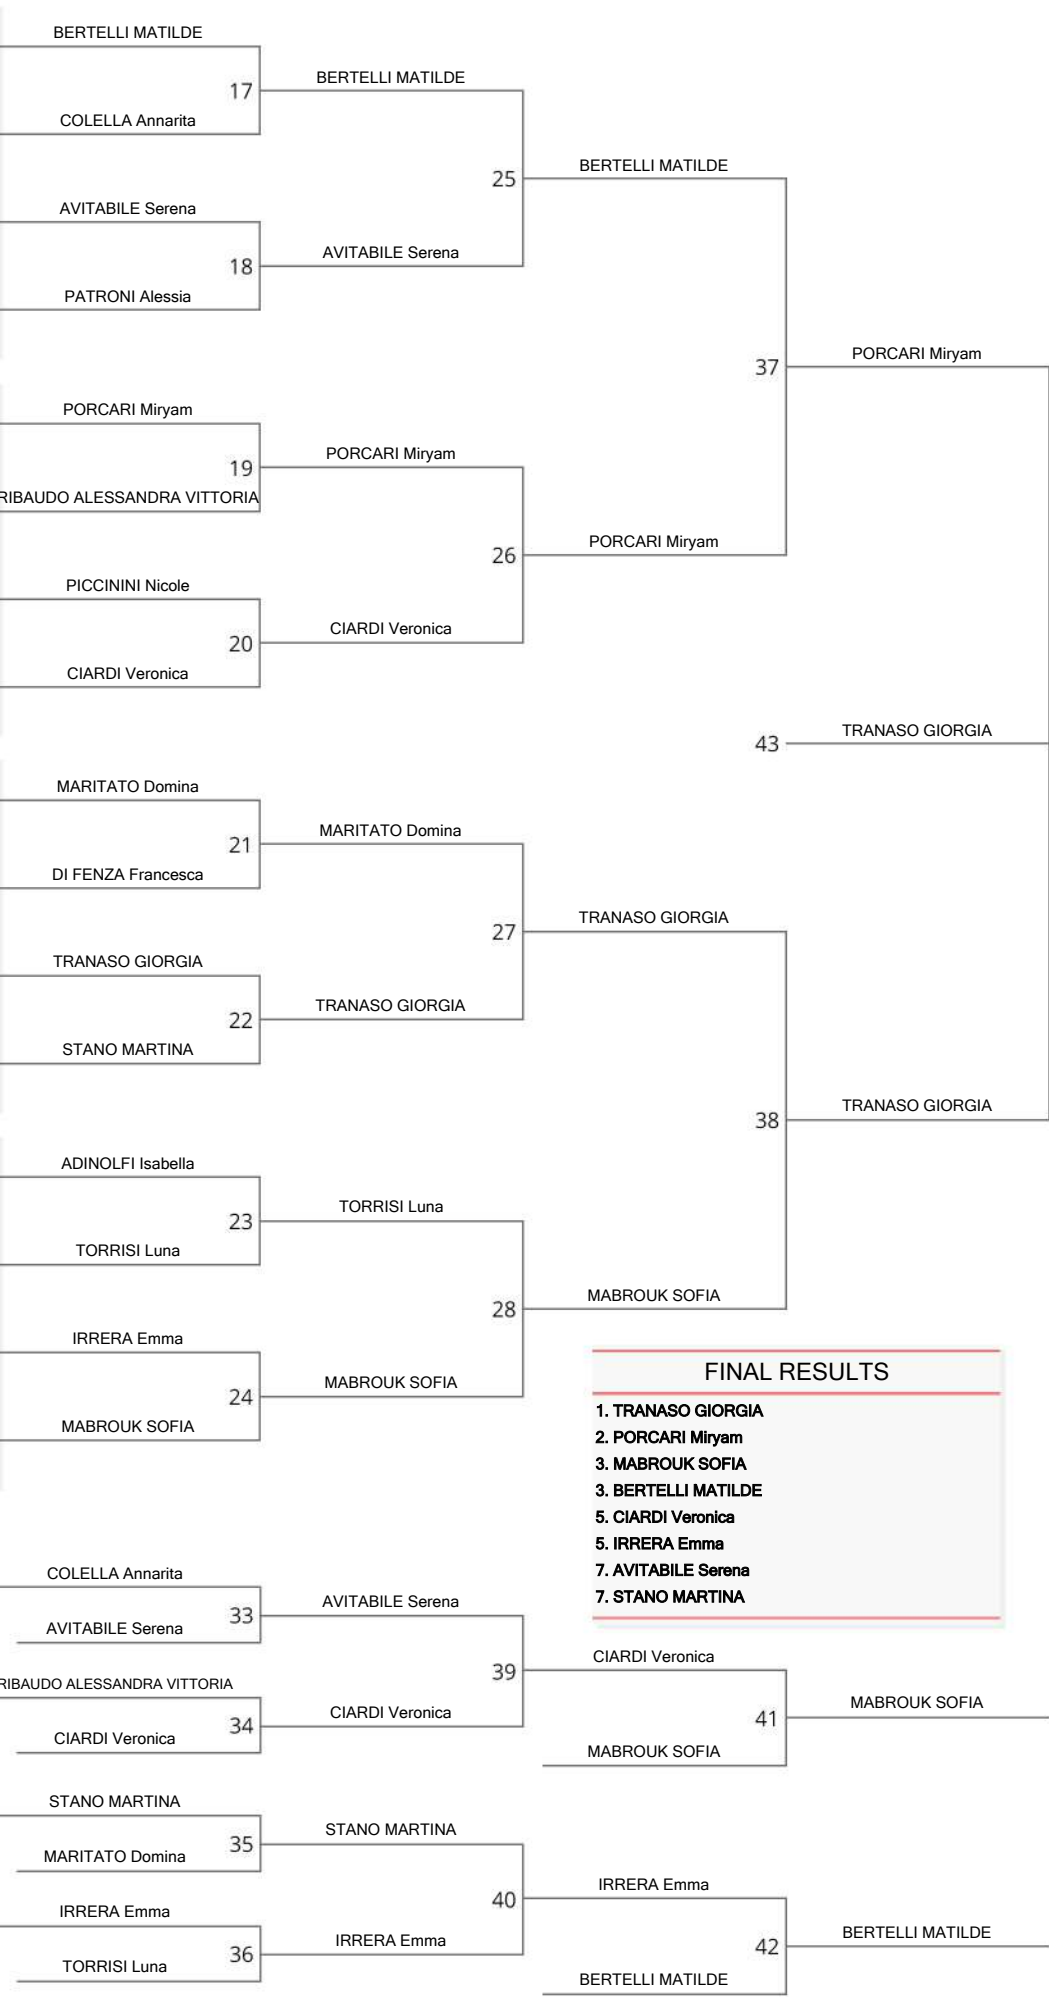 BERTELLI MATILDE
17
BERTELLI MATILDE
COLELLA Annarita
25
BERTELLI MATILDE
AVITABILE Serena
18
AVITABILE Serena
PATRONI Alessia
37
PORCARI Miryam
PORCARI Miryam
19
PORCARI Miryam
RIBAUDO ALESSANDRA VITTORIA
26
PORCARI Miryam
PICCININI Nicole
20
CIARDI Veronica
CIARDI Veronica
43
TRANASO GIORGIA
MARITATO Domina
21
MARITATO Domina
DI FENZA Francesca
27
TRANASO GIORGIA
TRANASO GIORGIA
22
TRANASO GIORGIA
STANO MARTINA
38
TRANASO GIORGIA
ADINOLFI Isabella
23
TORRISI Luna
TORRISI Luna
28
MABROUK SOFIA
IRRERA Emma
24
MABROUK SOFIA
MABROUK SOFIA
FINAL RESULTS
1. TRANASO GIORGIA
2. PORCARI Miryam
3. MABROUK SOFIA
3. BERTELLI MATILDE
5. CIARDI Veronica
5. IRRERA Emma
7. AVITABILE Serena
7. STANO MARTINA
COLELLA Annarita
33
AVITABILE Serena
AVITABILE Serena
39
CIARDI Veronica
RIBAUDO ALESSANDRA VITTORIA
34
CIARDI Veronica
CIARDI Veronica
41
MABROUK SOFIA
MABROUK SOFIA
STANO MARTINA
35
STANO MARTINA
MARITATO Domina
40
IRRERA Emma
IRRERA Emma
36
IRRERA Emma
TORRISI Luna
42
BERTELLI MATILDE
BERTELLI MATILDE